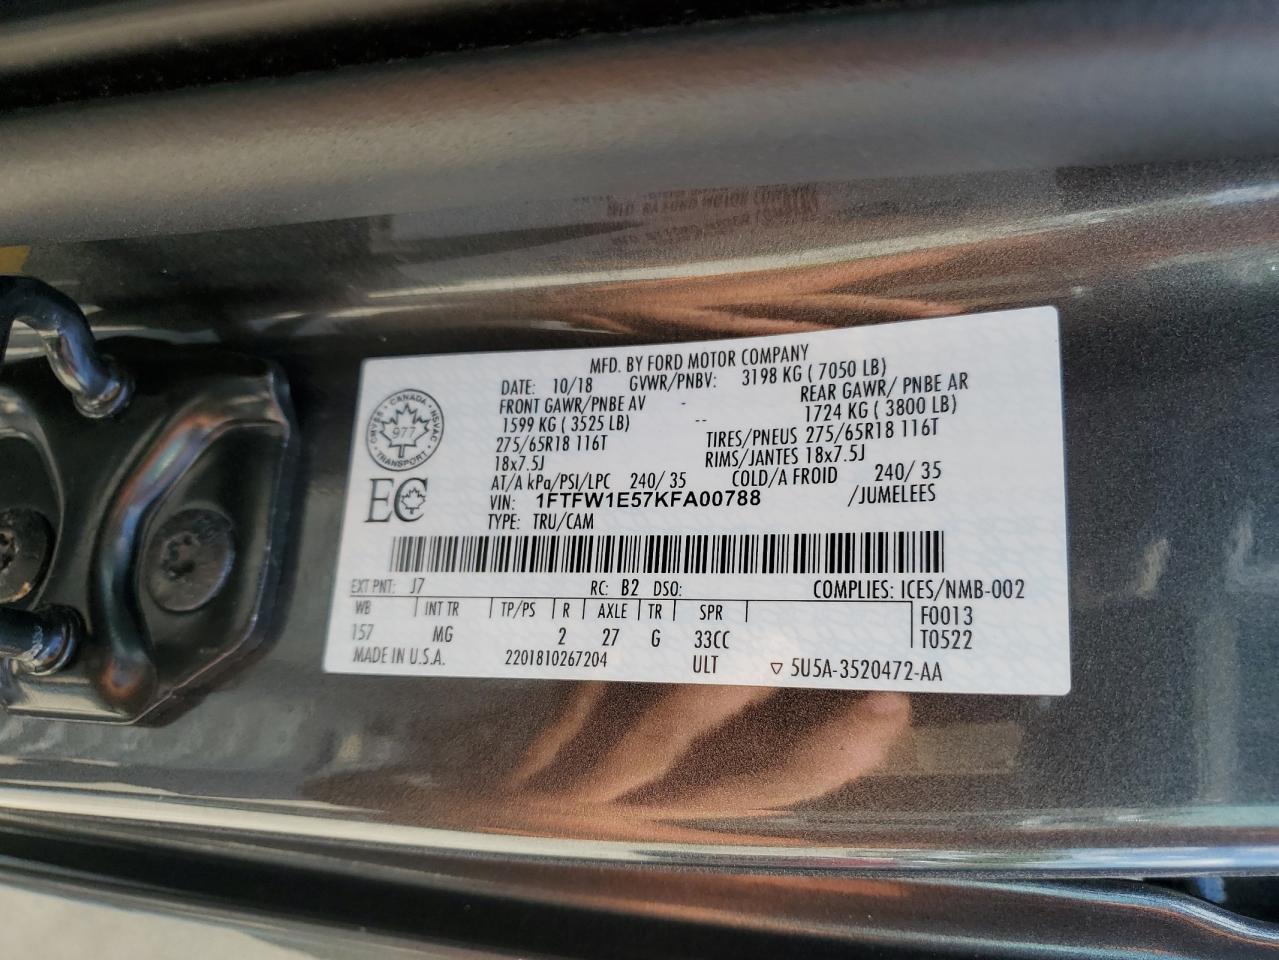 MFD. BY FORD MOTOR COMPANY
DATE: 10/18 GVWR/PNBV: 3198 KG ( 7050 LB)
FRONT GAWR/PNBE AV - REAR GAWR/ PNBE AR
1599 KG ( 3525 LB) -- 1724 KG ( 3800 LB)
275/65R18 116T TIRES/PNEUS 275/65R18 116T
18x7.5J RIMS/JANTES 18x7.5J
AT/A kPa/PSI/LPC 240/ 35 COLD/A FROID 240/ 35
VIN: 1FTFW1E57KFA00788 /JUMELEES
TYPE: TRU/CAM
CMVSS • CANADA • NSVAC • TRANSPORT •
977
EC
EXT PNT: J7 RC: B2 DSO: COMPLIES: ICES/NMB-002
WB INT TR TP/PS R AXLE TR SPR F0013
157 MG 2 27 G 33CC T0522
MADE IN U.S.A. 2201810267204 ULT ▽ 5U5A-3520472-AA